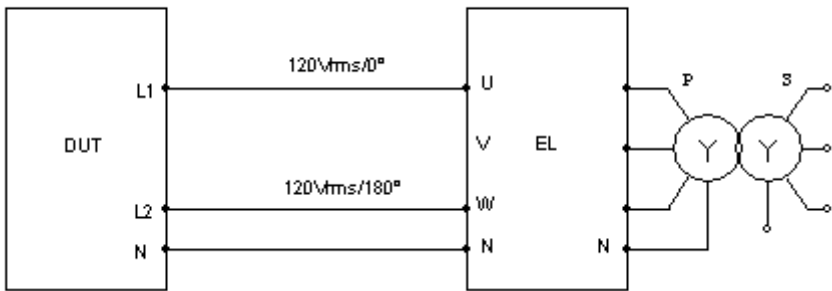 120Vrms/0°
P S
L1 U
DUT V EL Y Y
120Vrms/180°
L2 W
N N N